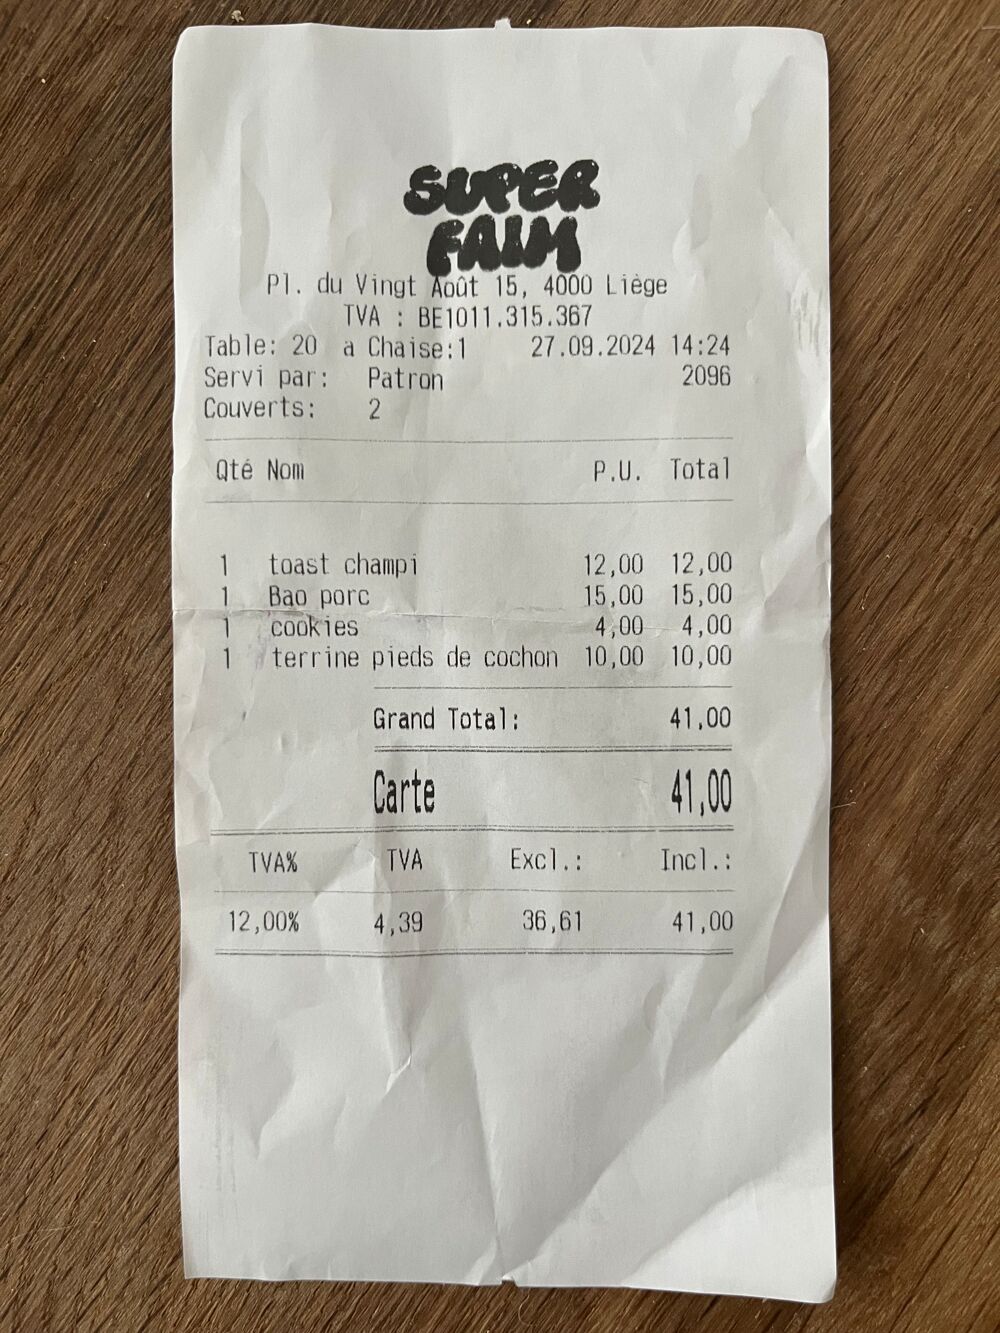 SUPER
FAIM
Pl. du Vingt Août 15, 4000 Liège
TVA : BE1011.315.367
Table: 20 a Chaise:1 27.09.2024 14:24
Servi par: Patron 2096
Couverts: 2
Qté Nom P.U. Total
1 toast champi 12,00 12,00
1 Bao porc 15,00 15,00
1 cookies 4,00 4,00
1 terrine pieds de cochon 10,00 10,00
Grand Total: 41,00
Carte 41,00
TVA% TVA Excl.: Incl.:
12,00% 4,39 36,61 41,00